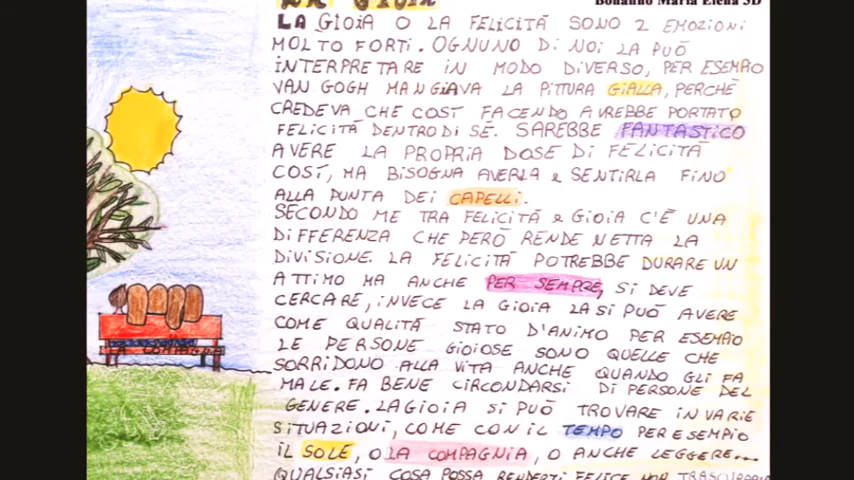 LA GIOIA
Bonanno Maria Elena 3D
LA GIOIA O LA FELICITÀ SONO 2 EMOZIONI
MOLTO FORTI. OGNUNO DI NOI LA PUÒ
INTERPRETARE IN MODO DIVERSO, PER ESEMPIO
VAN GOGH MANGIAVA LA PITTURA GIALLA, PERCHÈ
CREDEVA CHE COSÌ FACENDO AVREBBE PORTATO
FELICITÀ DENTRO DI SE. SAREBBE FANTASTICO
AVERE LA PROPRIA DOSE DI FELICITÀ
COSÌ, MA BISOGNA AVERLA e SENTIRLA FINO
ALLA PUNTA DEI CAPELLI.
SECONDO ME TRA FELICITÀ e GIOIA C'È UNA
DIFFERENZA CHE PERÒ RENDE NETTA LA
DIVISIONE. LA FELICITÀ POTREBBE DURARE UN
ATTIMO MA ANCHE PER SEMPRE, SI DEVE
CERCARE, INVECE LA GIOIA LA SI PUÒ AVERE
COME QUALITÀ STATO D'ANIMO PER ESEMPIO
LE PERSONE GIOIOSE SONO QUELLE CHE
SORRIDONO ALLA VITA ANCHE QUANDO GLI FA
MALE. FA BENE CIRCONDARSI DI PERSONE DEL
GENERE. LA GIOIA SI PUÒ TROVARE IN VARIE
SITUAZIONI, COME CON IL TEMPO PER ESEMPIO
IL SOLE, O LA COMPAGNIA, O ANCHE LEGGERE...
QUALSIASI COSA POSSA RENDERTI FELICE NON
LA COMPAGNA